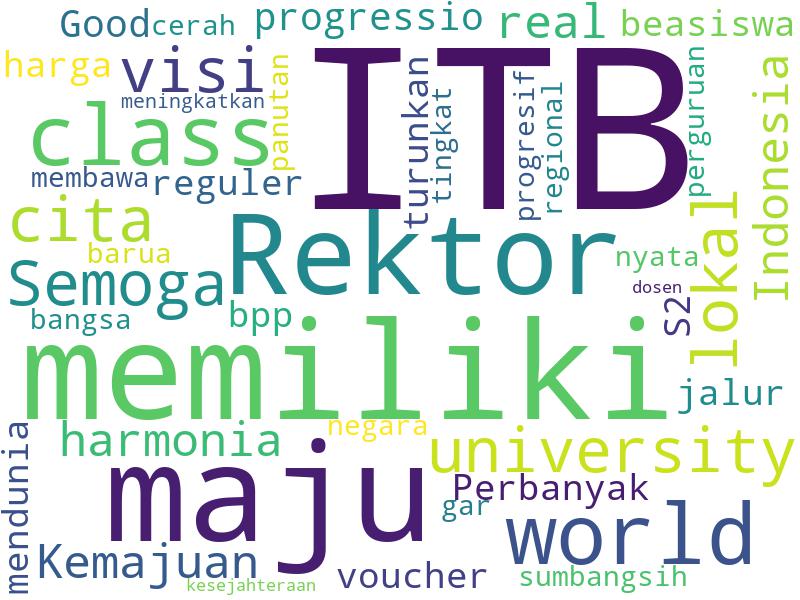 Good
cerah
progressio
real
beasiswa
harga
visi
meningkatkan
panutan
ITB
turunkan
tingkat
progresif
regional
perguruan
Indonesia
class
membawa
reguler
cita
barua
Rektor
Semoga
bangsa
bpp
nyata
dosen
S2
lokal
memiliki
jalur
harmonia
negara
university
mendunia
maju
Perbanyak
gar
world
Kemajuan
kesejahteraan
voucher
sumbangsih